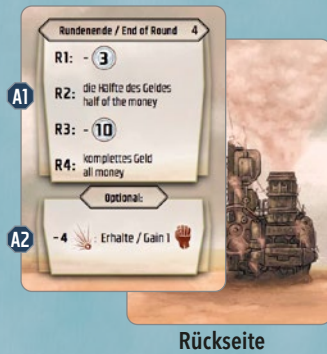 Rundenende / End of Round 4
R1: - 3
A1
R2: die Hälfte des Geldes
half of the money
R3: - 10
R4: komplettes Geld
all money
Optional:
A2
-4 : Erhalte / Gain 1
Rückseite